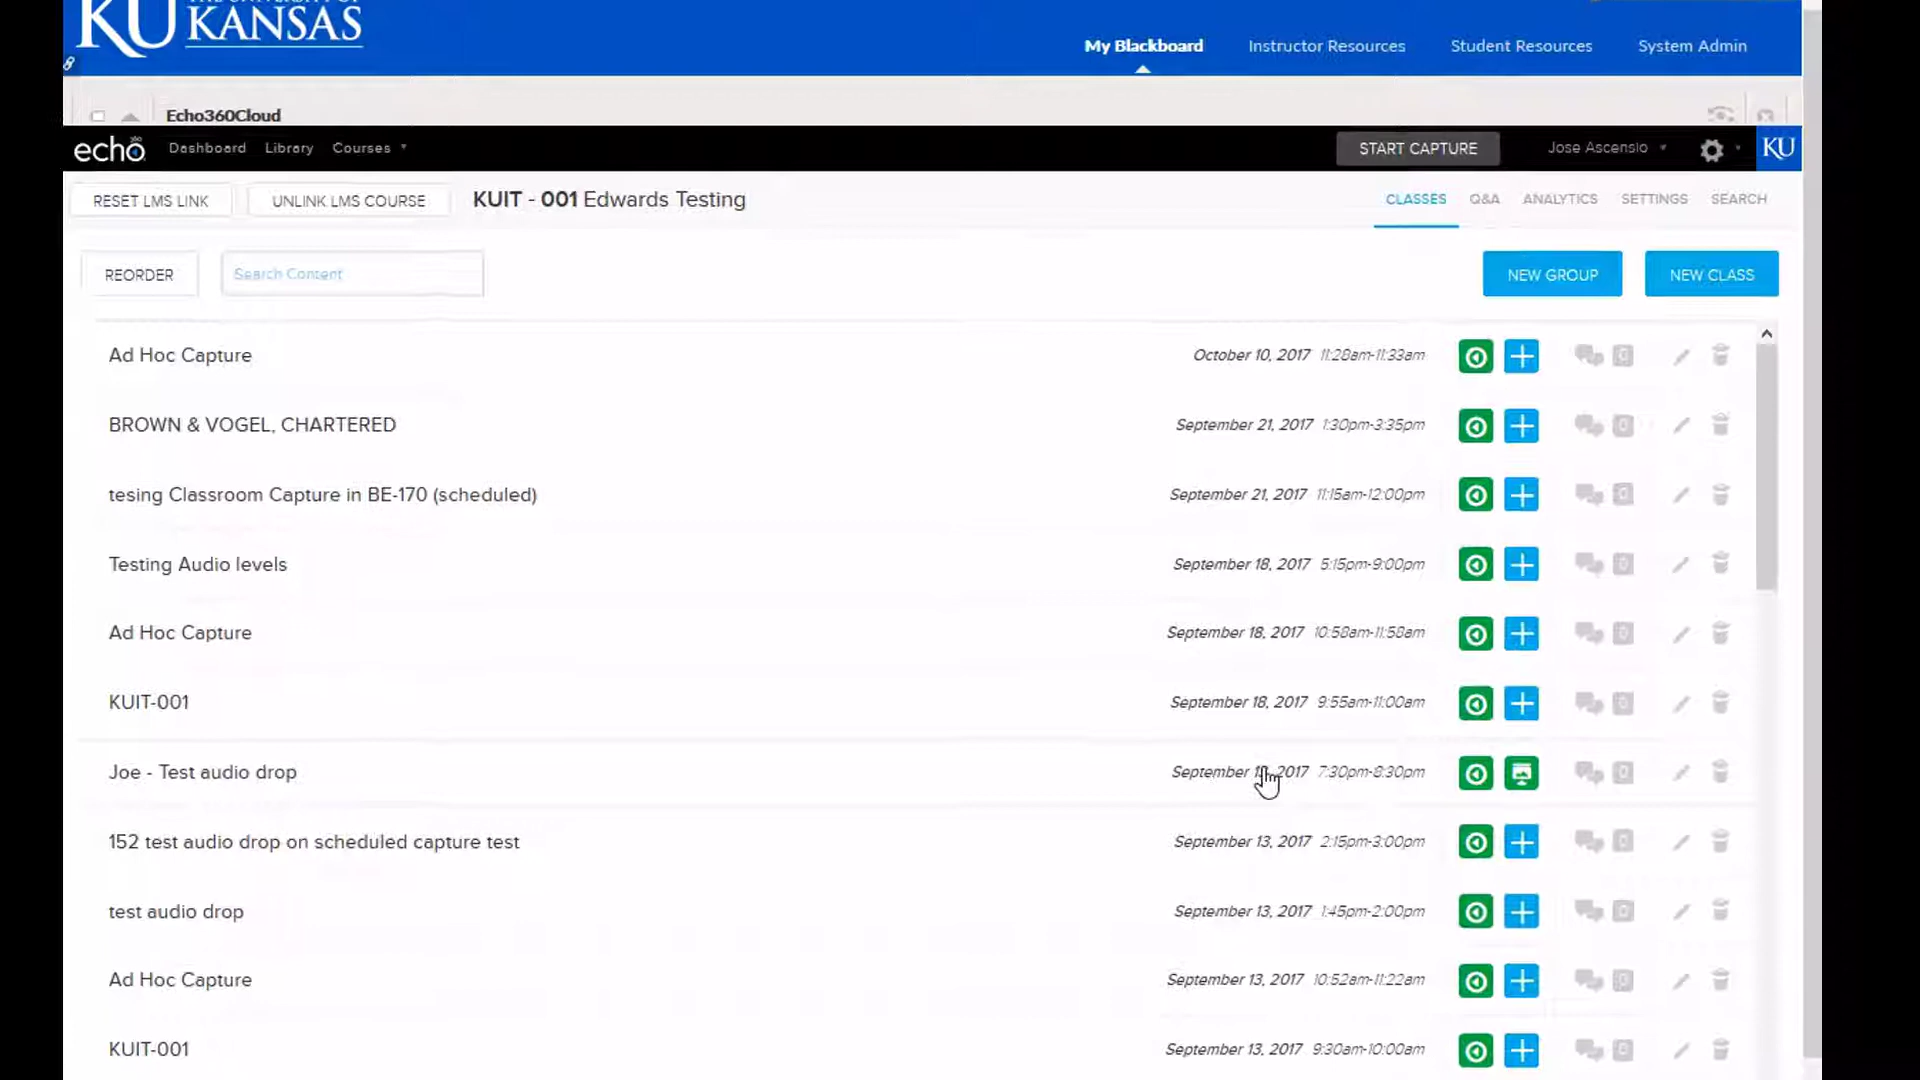 KU KANSAS
My Blackboard Instructor Resources Student Resources System Admin
Echo360Cloud
echo Dashboard Library Courses START CAPTURE Jose Ascensio KU
RESET LMS LINK UNLINK LMS COURSE KUIT - 001 Edwards Testing CLASSES Q&A ANALYTICS SETTINGS SEARCH
REORDER Search Content NEW GROUP NEW CLASS
Ad Hoc Capture October 10, 2017 11:28am-11:33am
BROWN & VOGEL, CHARTERED September 21, 2017 1:30pm-3:35pm
tesing Classroom Capture in BE-170 (scheduled) September 21, 2017 11:15am-12:00pm
Testing Audio levels September 18, 2017 5:15pm-9:00pm
Ad Hoc Capture September 18, 2017 10:58am-11:58am
KUIT-001 September 18, 2017 9:55am-11:00am
Joe - Test audio drop September 2017 7:30pm-8:30pm
152 test audio drop on scheduled capture test September 13, 2017 2:15pm-3:00pm
test audio drop September 13, 2017 1:45pm-2:00pm
Ad Hoc Capture September 13, 2017 10:52am-11:22am
KUIT-001 September 13, 2017 9:30am-10:00am